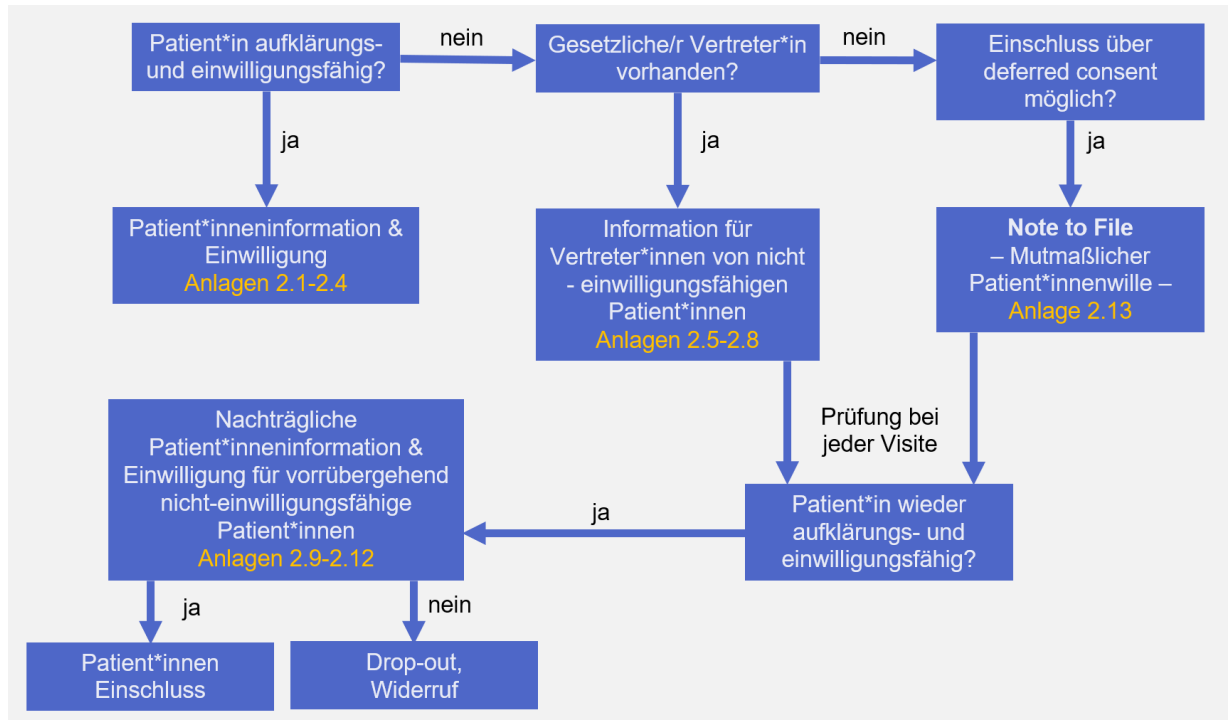 Patient*in aufklärungs-
und einwilligungsfähig?
nein
Gesetzliche/r Vertreter*in
vorhanden?
nein
Einschluss über
deferred consent
möglich?
ja
ja
ja
Patient*inneninformation &
Einwilligung
Anlagen 2.1-2.4
Information für
Vertreter*innen von nicht
- einwilligungsfähigen
Patient*innen
Anlagen 2.5-2.8
Note to File
– Mutmaßlicher
Patient*innenwille –
Anlage 2.13
Prüfung bei
jeder Visite
Nachträgliche
Patient*inneninformation &
Einwilligung für vorrübergehend
nicht-einwilligungsfähige
Patient*innen
Anlagen 2.9-2.12
ja
Patient*in wieder
aufklärungs- und
einwilligungsfähig?
ja
nein
Patient*innen
Einschluss
Drop-out,
Widerruf